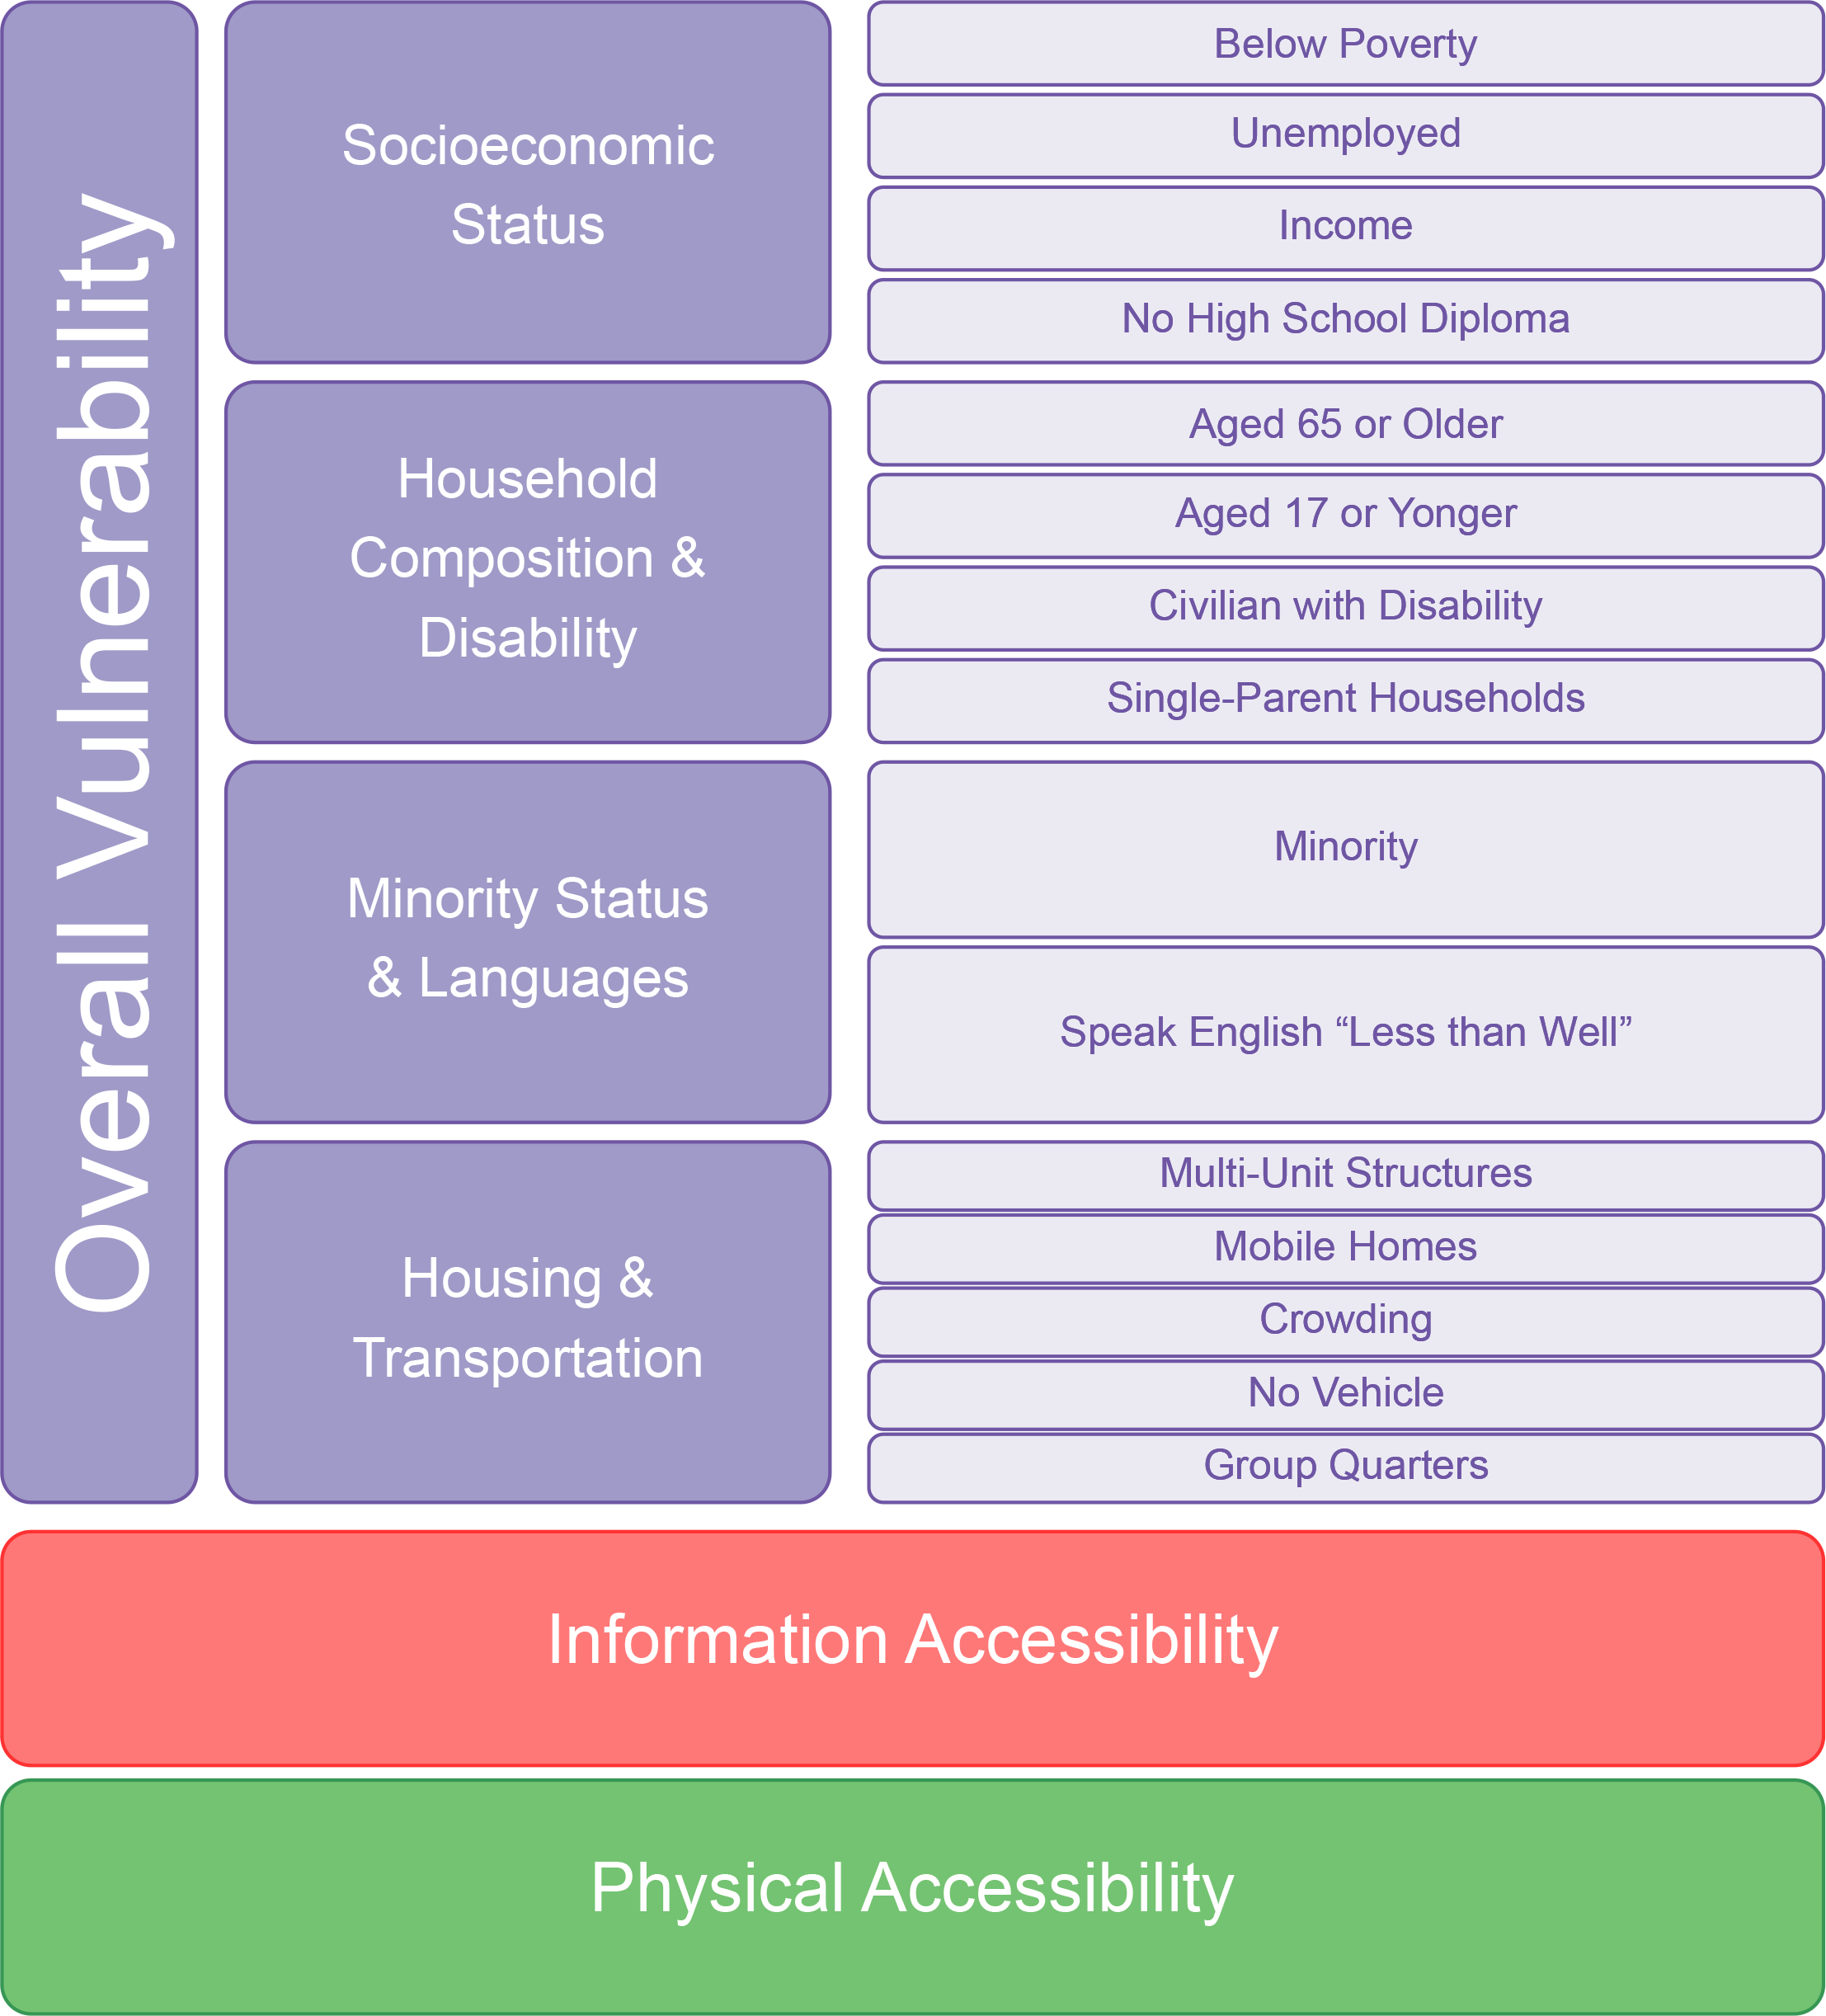 Overall Vulnerability
Socioeconomic
Status
Below Poverty
Unemployed
Income
No High School Diploma
Household
Composition &
Disability
Aged 65 or Older
Aged 17 or Yonger
Civilian with Disability
Single-Parent Households
Minority Status
& Languages
Minority
Speak English “Less than Well”
Housing &
Transportation
Multi-Unit Structures
Mobile Homes
Crowding
No Vehicle
Group Quarters
Information Accessibility
Physical Accessibility